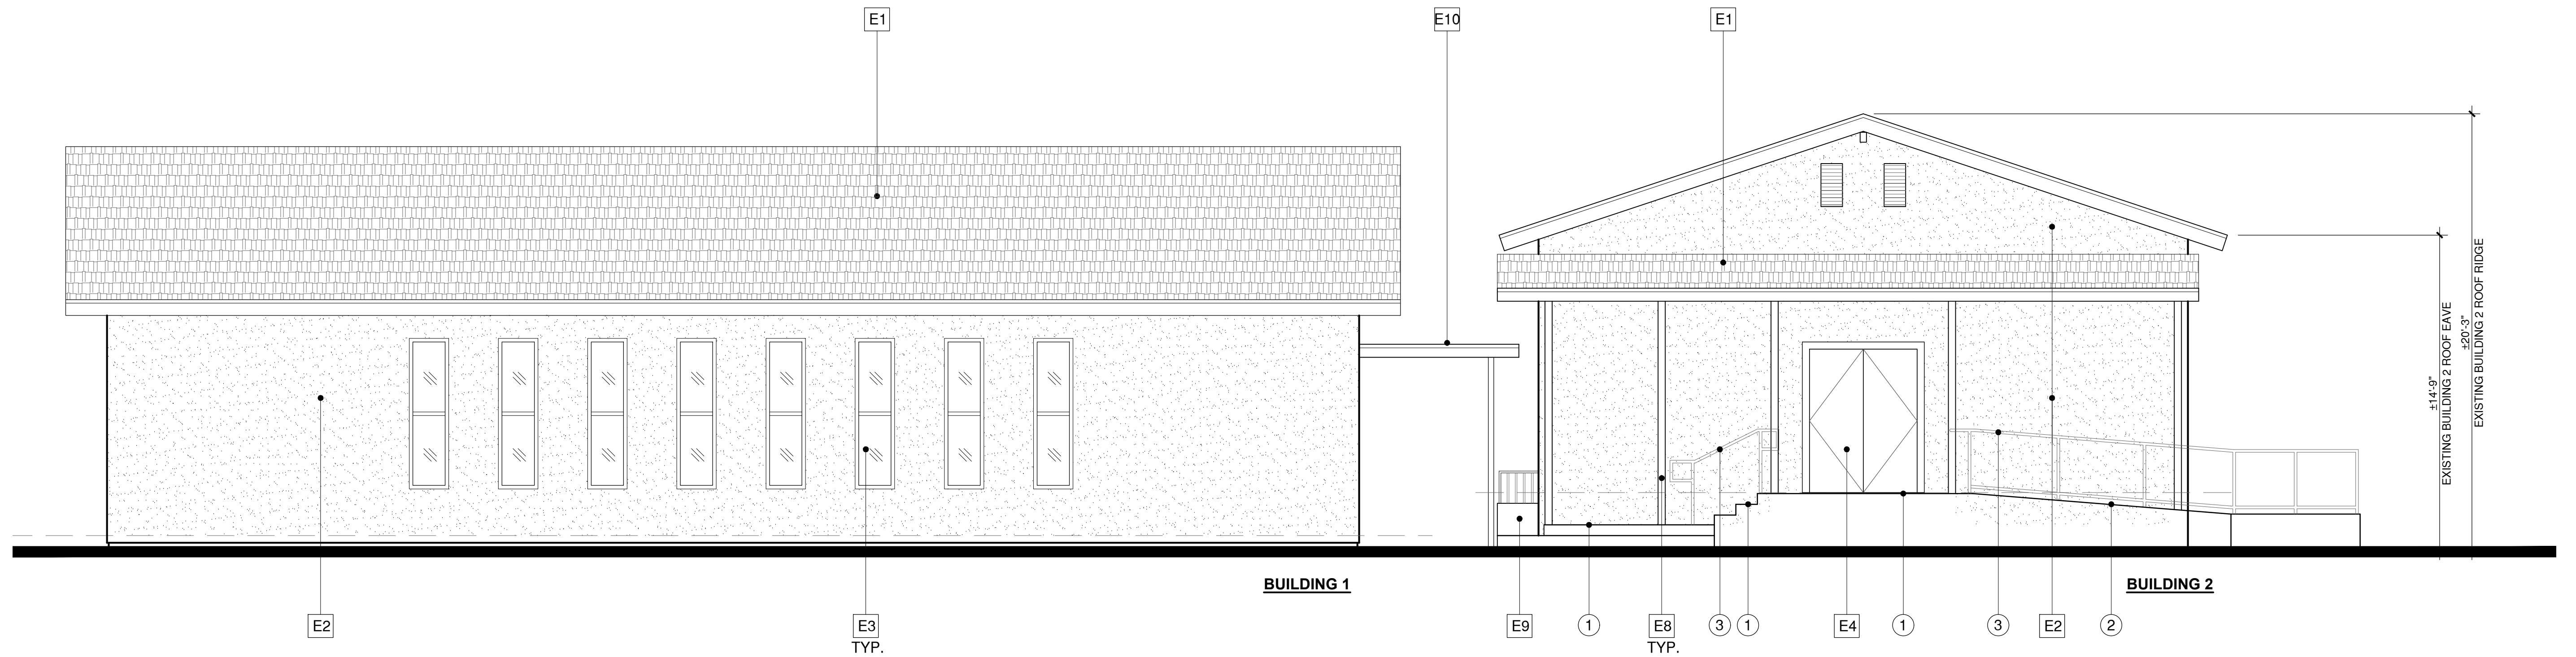 E1
E10
E1
±14'-9"
EXISTING BUILDING 2 ROOF EAVE
±20'-3"
EXISTING BUILDING 2 ROOF RIDGE
BUILDING 1
BUILDING 2
E2
E3
TYP.
E9
1
E8
TYP.
3
1
E4
1
3
E2
2